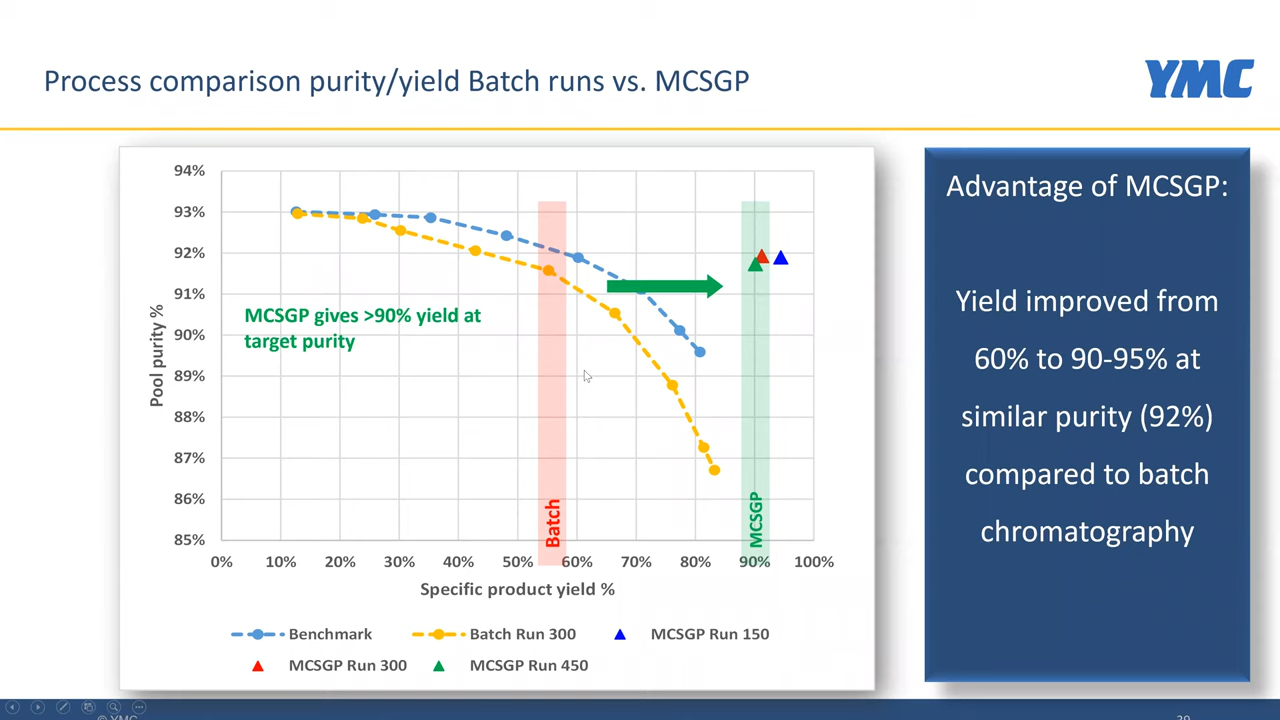 Process comparison purity/yield Batch runs vs. MCSGP
YMC
94%
93%
92%
91%
90%
89%
88%
87%
86%
85%
Pool purity %
MCSGP gives >90% yield at
target purity
Batch
MCSGP
0% 10% 20% 30% 40% 50% 60% 70% 80% 90% 100%
Specific product yield %
Benchmark Batch Run 300 MCSGP Run 150
MCSGP Run 300 MCSGP Run 450
Advantage of MCSGP:
Yield improved from
60% to 90-95% at
similar purity (92%)
compared to batch
chromatography
© YMC